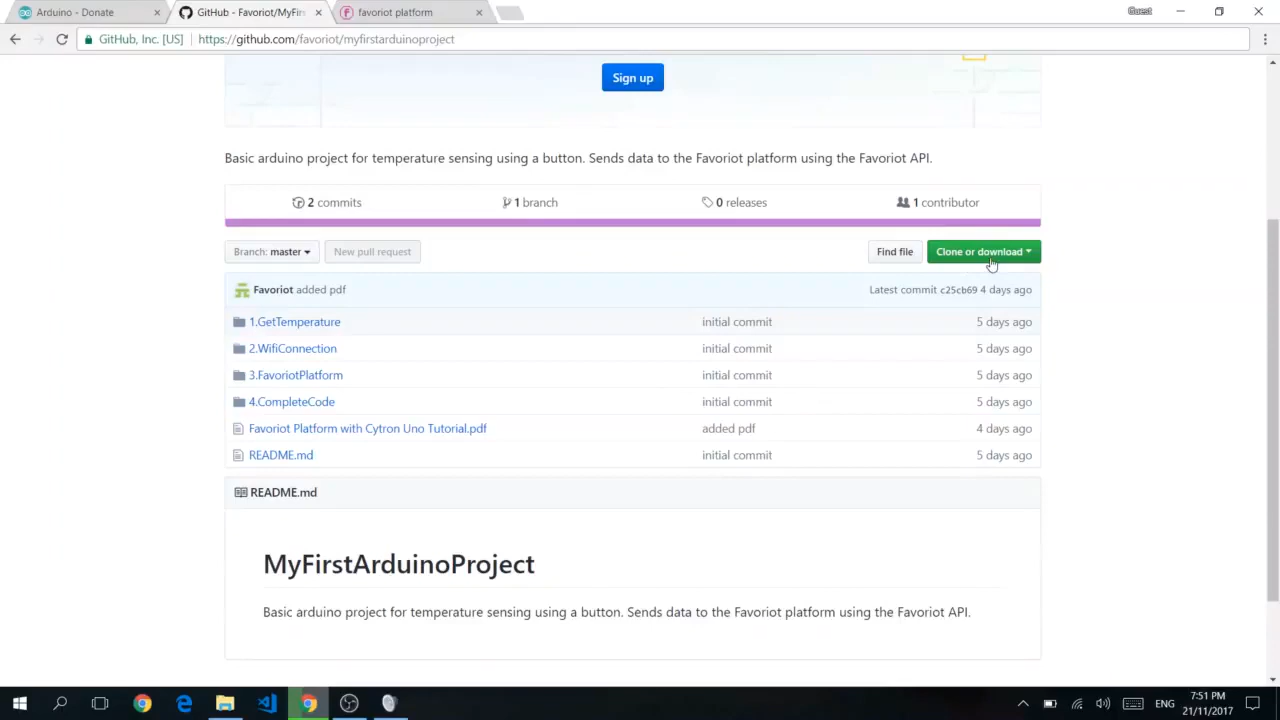 Arduino - Donate
GitHub - Favoriot/MyFirs
favoriot platform
Guest
GitHub, Inc. [US] https://github.com/favoriot/myfirstarduinoproject
Sign up
Basic arduino project for temperature sensing using a button. Sends data to the Favoriot platform using the Favoriot API.
2 commits 1 branch 0 releases 1 contributor
Branch: master New pull request Find file Clone or download
Favoriot added pdf Latest commit c25cb69 4 days ago
1.GetTemperature initial commit 5 days ago
2.WifiConnection initial commit 5 days ago
3.FavoriotPlatform initial commit 5 days ago
4.CompleteCode initial commit 5 days ago
Favoriot Platform with Cytron Uno Tutorial.pdf added pdf 4 days ago
README.md initial commit 5 days ago
README.md
MyFirstArduinoProject
Basic arduino project for temperature sensing using a button. Sends data to the Favoriot platform using the Favoriot API.
ENG
7:51 PM
21/11/2017